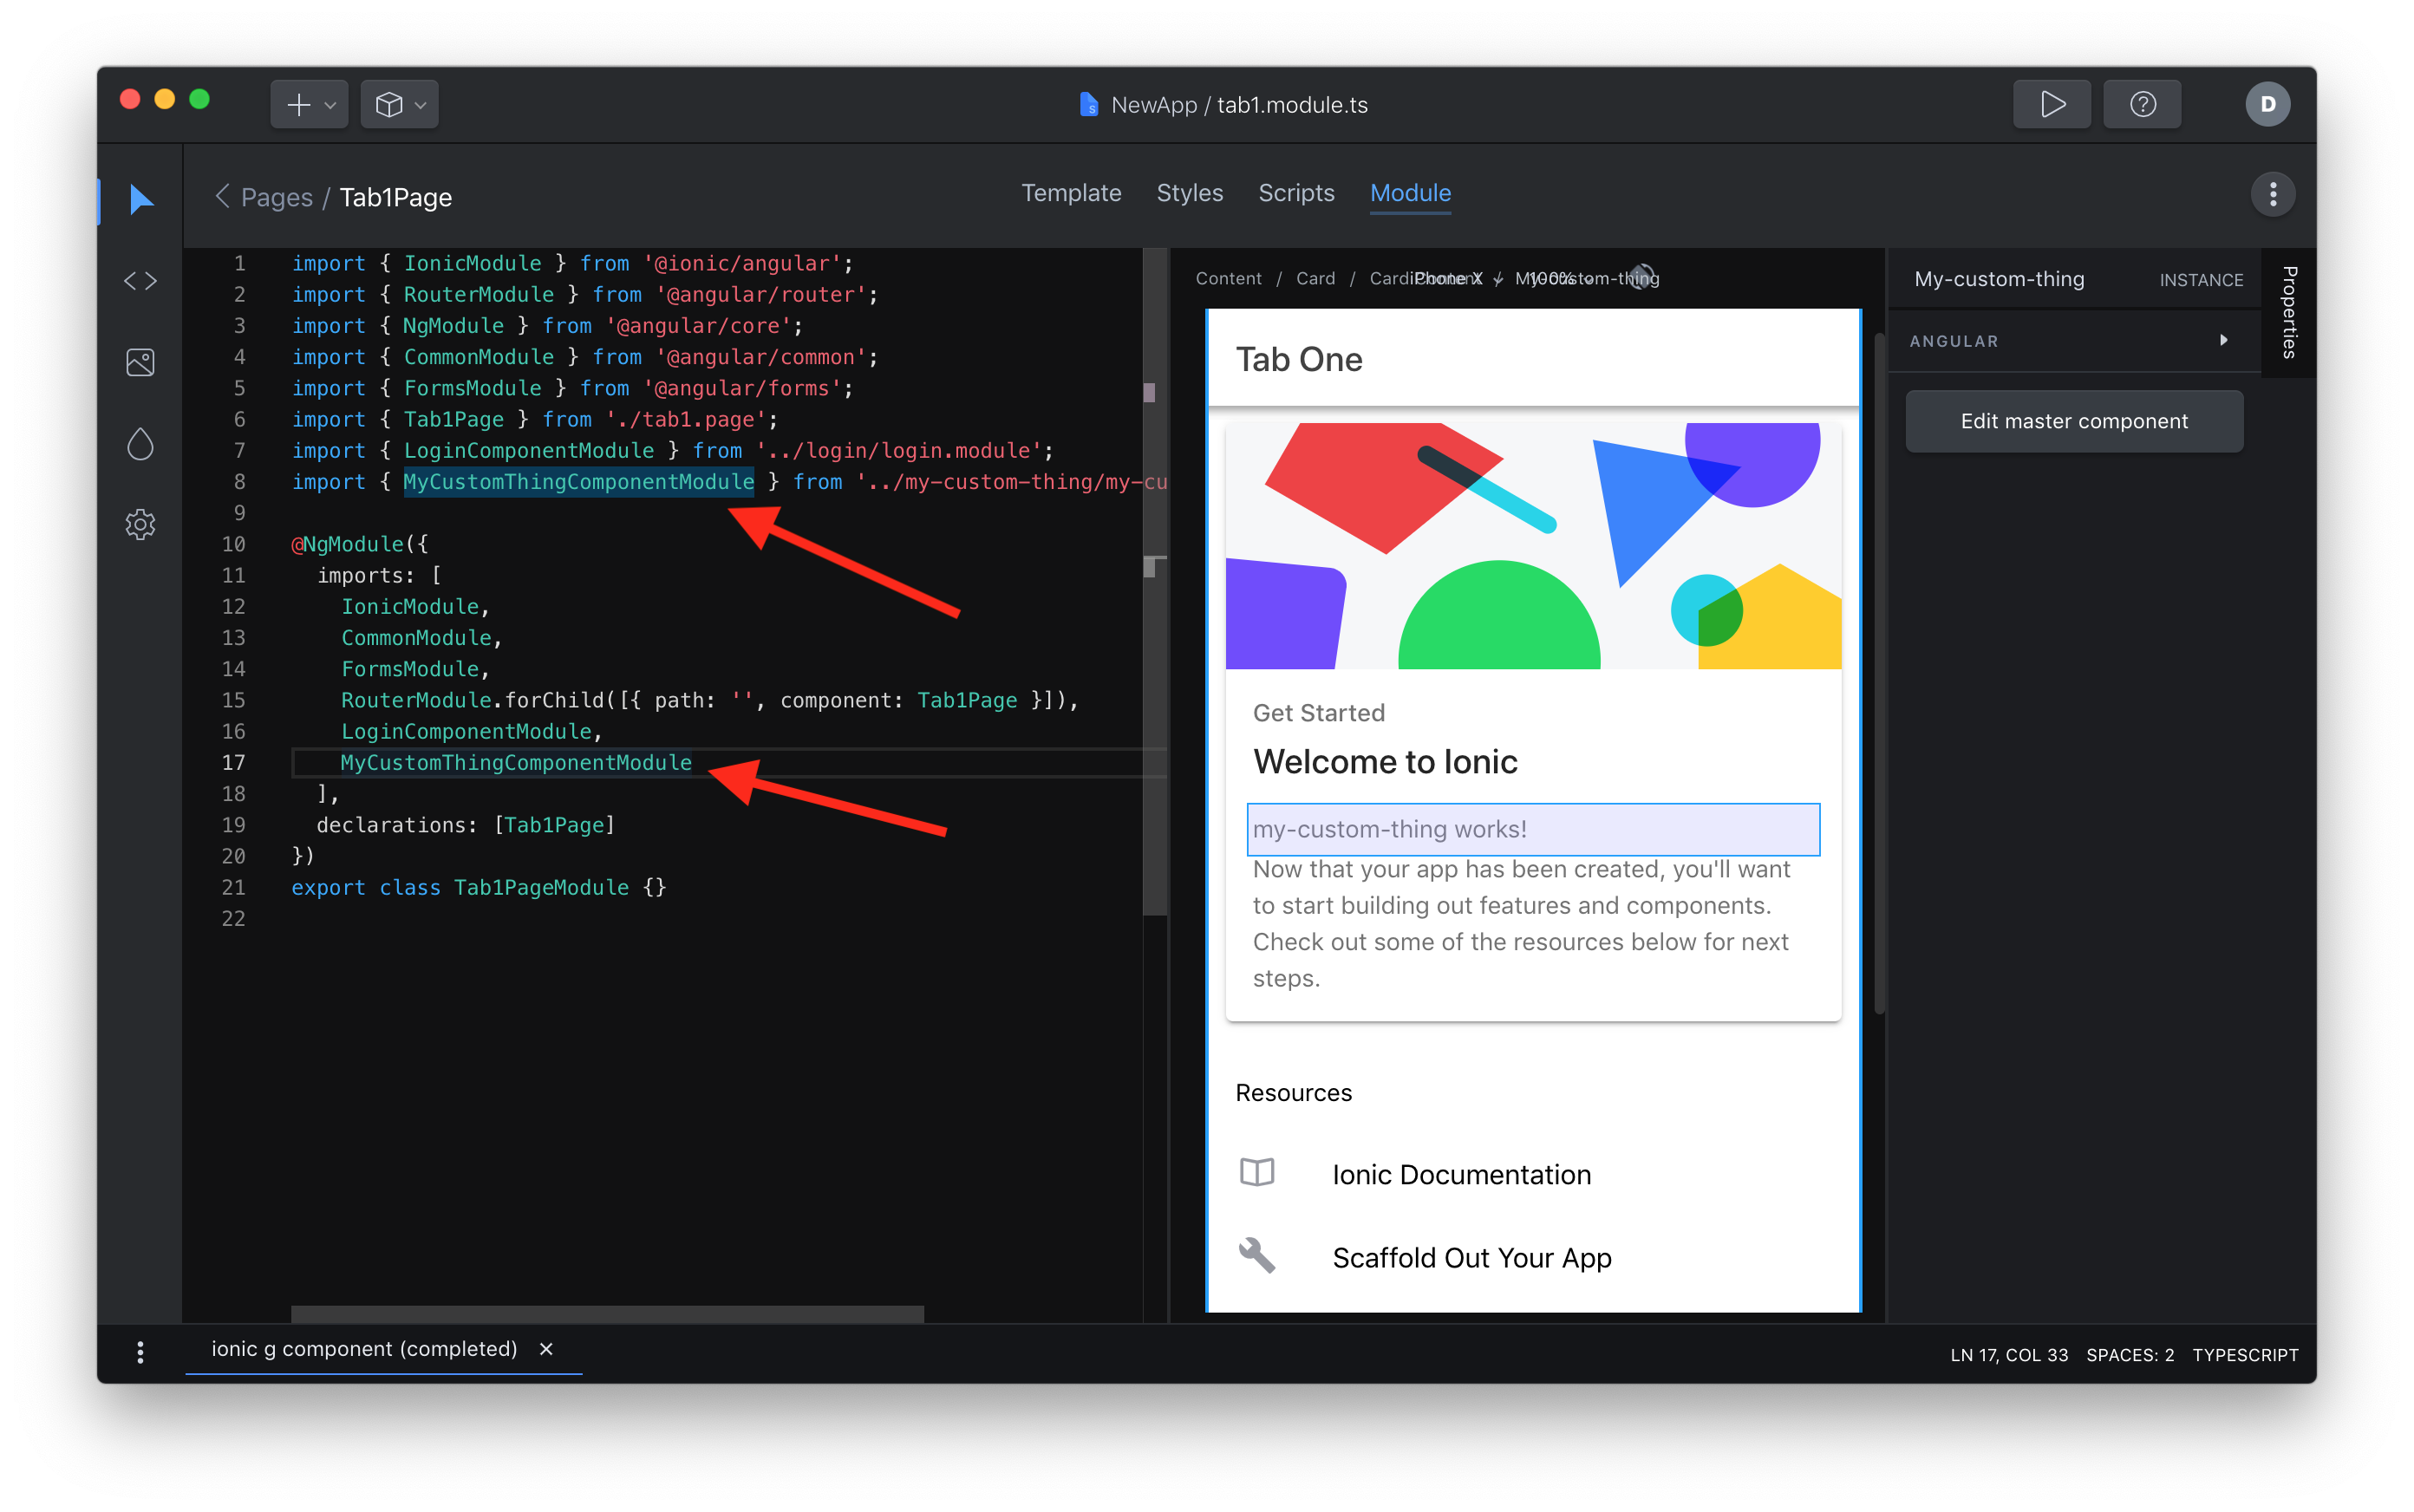 NewApp / tab1.module.ts
D
Pages / Tab1Page
Template Styles Scripts Module
1 import { IonicModule } from '@ionic/angular';
2 import { RouterModule } from '@angular/router';
3 import { NgModule } from '@angular/core';
4 import { CommonModule } from '@angular/common';
5 import { FormsModule } from '@angular/forms';
6 import { Tab1Page } from './tab1.page';
7 import { LoginComponentModule } from '../login/login.module';
8 import { MyCustomThingComponentModule } from '../my-custom-thing/my-cu
9
10 @NgModule({
11 imports: [
12 IonicModule,
13 CommonModule,
14 FormsModule,
15 RouterModule.forChild([{ path: '', component: Tab1Page }]),
16 LoginComponentModule,
17 MyCustomThingComponentModule
18 ],
19 declarations: [Tab1Page]
20 })
21 export class Tab1PageModule {}
22
Content / Card / Card iPhone X 100%
Tab One
Get Started
Welcome to Ionic
my-custom-thing works!
Now that your app has been created, you'll want
to start building out features and components.
Check out some of the resources below for next
steps.
Resources
Ionic Documentation
Scaffold Out Your App
My-custom-thing INSTANCE
Properties
ANGULAR
Edit master component
ionic g component (completed)
LN 17, COL 33 SPACES: 2 TYPESCRIPT